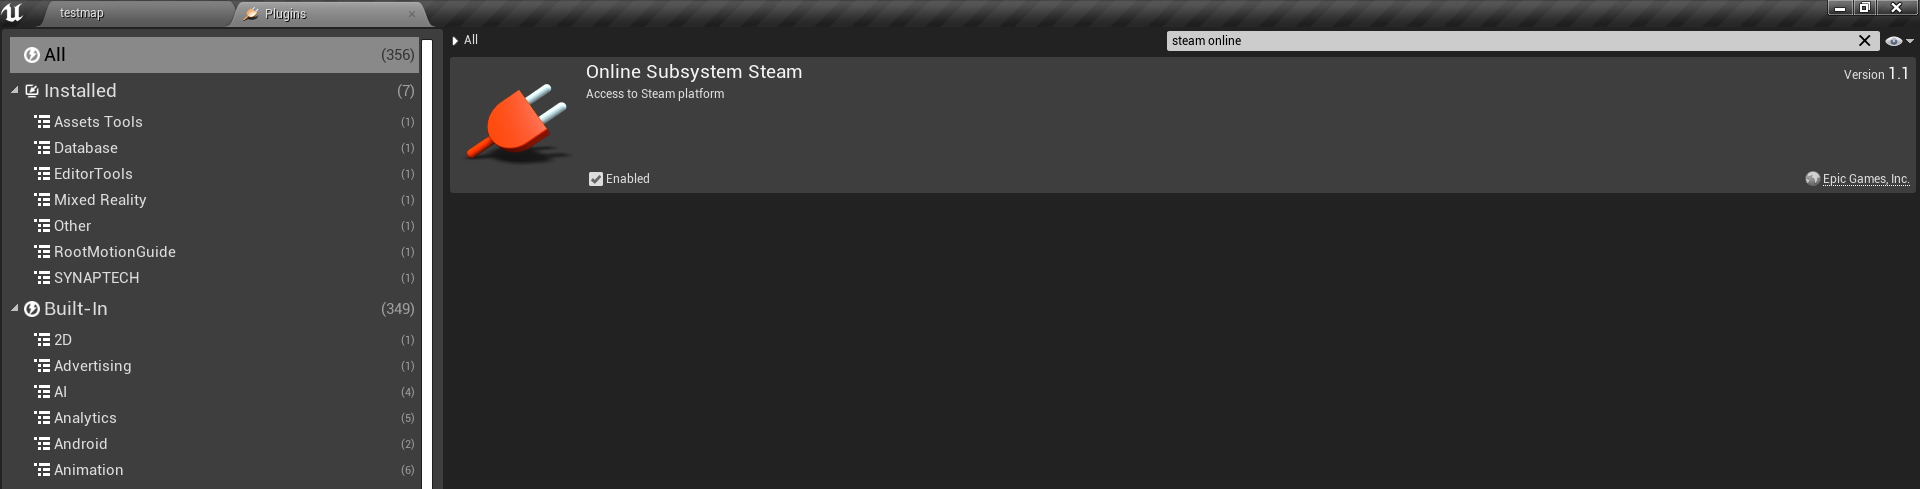 testmap
Plugins
All (356)
Installed (7)
Assets Tools (1)
Database (1)
EditorTools (1)
Mixed Reality (1)
Other (1)
RootMotionGuide (1)
SYNAPTECH (1)
Built-In (349)
2D (1)
Advertising (1)
AI (4)
Analytics (5)
Android (2)
Animation (6)
All
steam online
Online Subsystem Steam
Version 1.1
Access to Steam platform
Enabled
Epic Games, Inc.